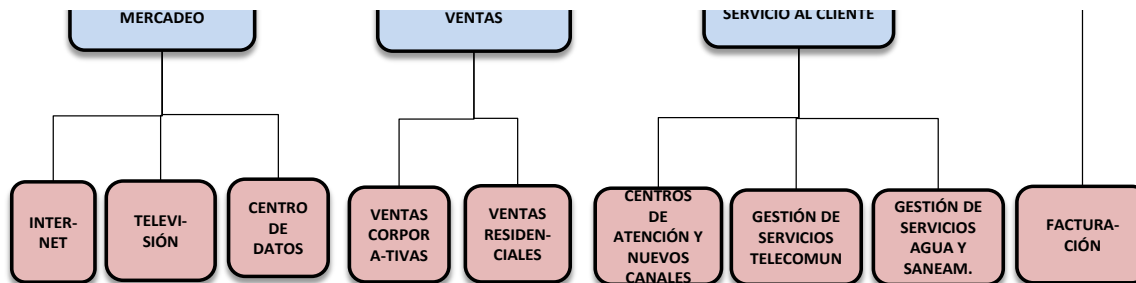 MERCADEO
VENTAS
SERVICIO AL CLIENTE
INTER-
NET
TELEVI-
SIÓN
CENTRO
DE
DATOS
VENTAS
CORPOR
A-TIVAS
VENTAS
RESIDEN-
CIALES
CENTROS
DE
ATENCIÓN Y
NUEVOS
CANALES
GESTIÓN DE
SERVICIOS
TELECOMUN
GESTIÓN DE
SERVICIOS
AGUA Y
SANEAM.
FACTURA-
CIÓN